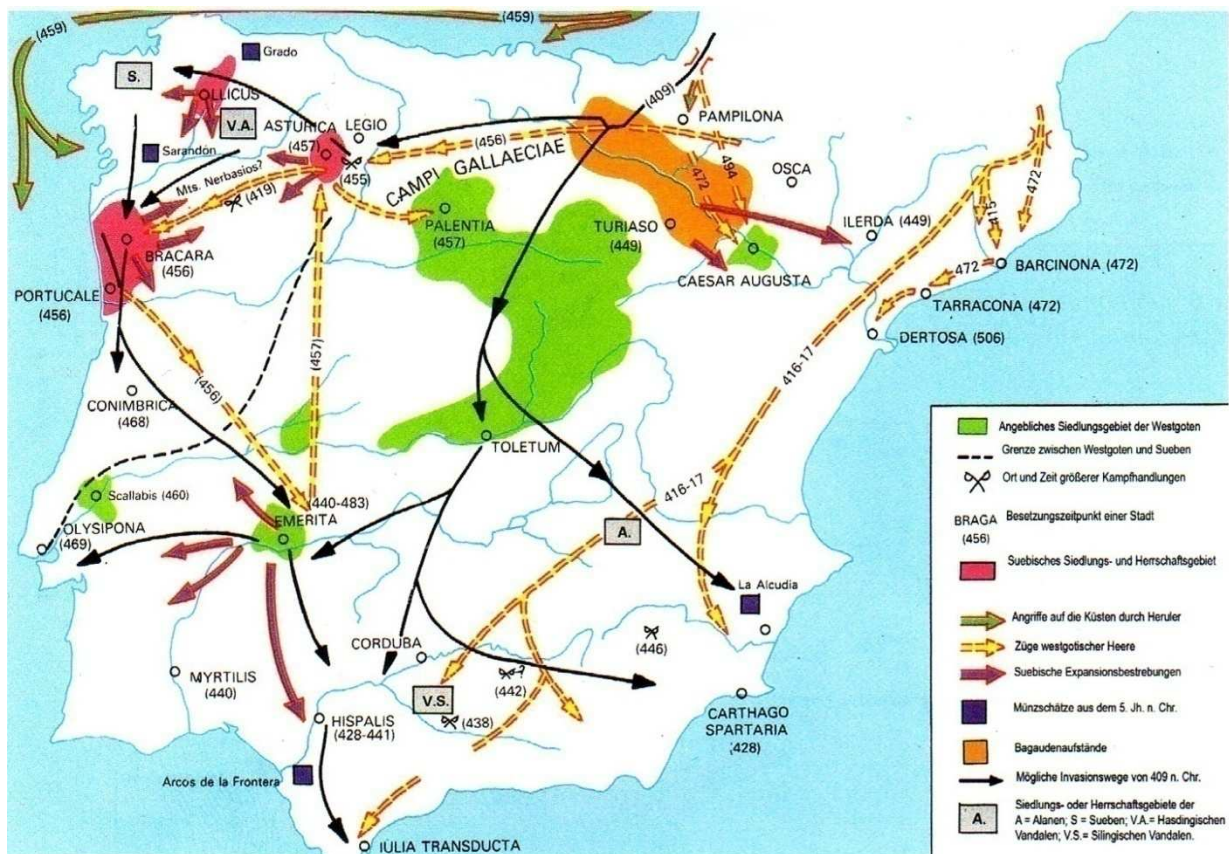 (459)
(459)
(459)
Grado
S.
LLICUS
V.A.
ASTURICA
(457)
LEGIO
(455)
Sarandón
Mts. Nerbasios?
(419)
(456)
CAMPI GALLAECIAE
(409)
PAMPILONA
494
472
OSCA
472
415
BRACARA
(456)
PORTUCALE
(456)
PALENTIA
(457)
TURIASO
(449)
CAESAR AUGUSTA
ILERDA (449)
BARCINONA (472)
472
TARRACONA (472)
DERTOSA (506)
416-17
(457)
(456)
CONIMBRICA
(468)
TOLETUM
Scallabis (460)
OLYSIPONA
(469)
(440-483)
EMERITA
416-17
A.
La Alcudia
CORDUBA
(446)
MYRTILIS
(440)
V.S.
?
(442)
(438)
HISPALIS
(428-441)
CARTHAGO
SPARTARIA
(428)
Arcos de la Frontera
IULIA TRANSDUCTA
Angebliches Siedlungsgebiet der Westgoten
Grenze zwischen Westgoten und Sueben
Ort und Zeit größerer Kampfhandlungen
BRAGA
(456)
Besetzungszeitpunkt einer Stadt
Suebisches Siedlungs- und Herrschaftsgebiet
Angriffe auf die Küsten durch Heruler
Züge westgotischer Heere
Suebische Expansionsbestrebungen
Münzschätze aus dem 5. Jh. n. Chr.
Bagaudenaufstände
Mögliche Invasionswege von 409 n. Chr.
A.
Siedlungs- oder Herrschaftsgebiete der
A = Alanen; S = Sueben; V.A.= Hasdingischen
Vandalen; V.S.= Silingischen Vandalen.